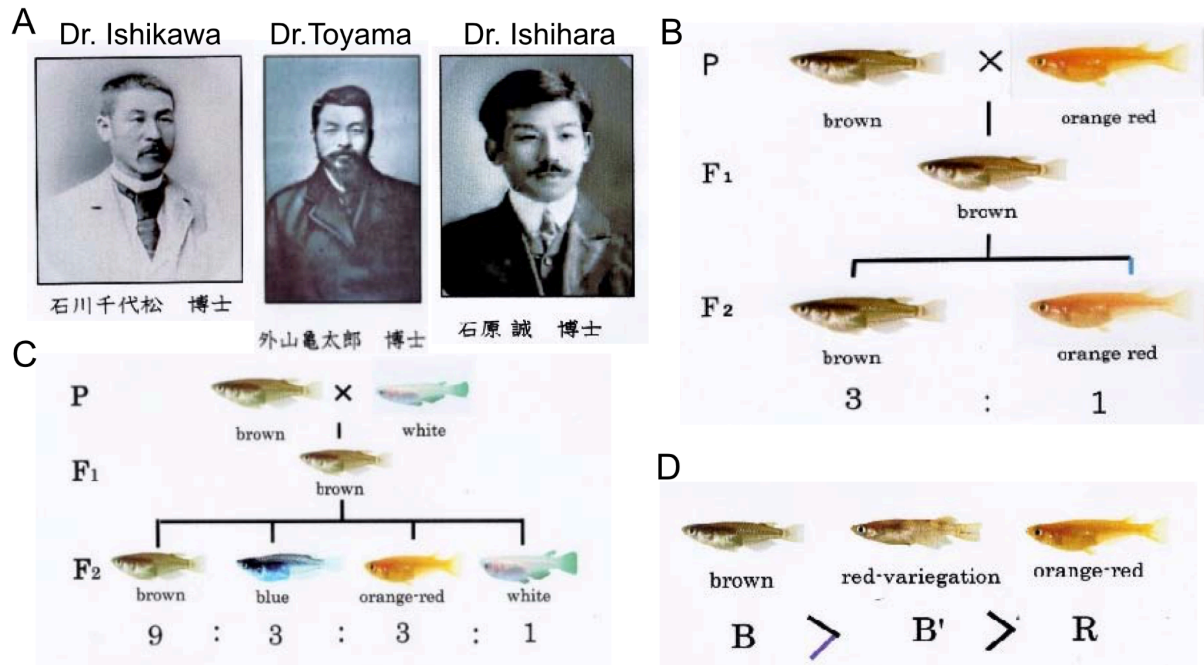 A
Dr. Ishikawa
Dr.Toyama
Dr. Ishihara
石川千代松 博士
外山亀太郎 博士
石原 誠 博士
B
P
×
brown
orange red
F1
brown
F2
brown
orange red
3 : 1
C
P
×
brown
white
F1
brown
F2
brown
blue
orange-red
white
9 : 3 : 3 : 1
D
brown
red-variegation
orange-red
B > B' > R